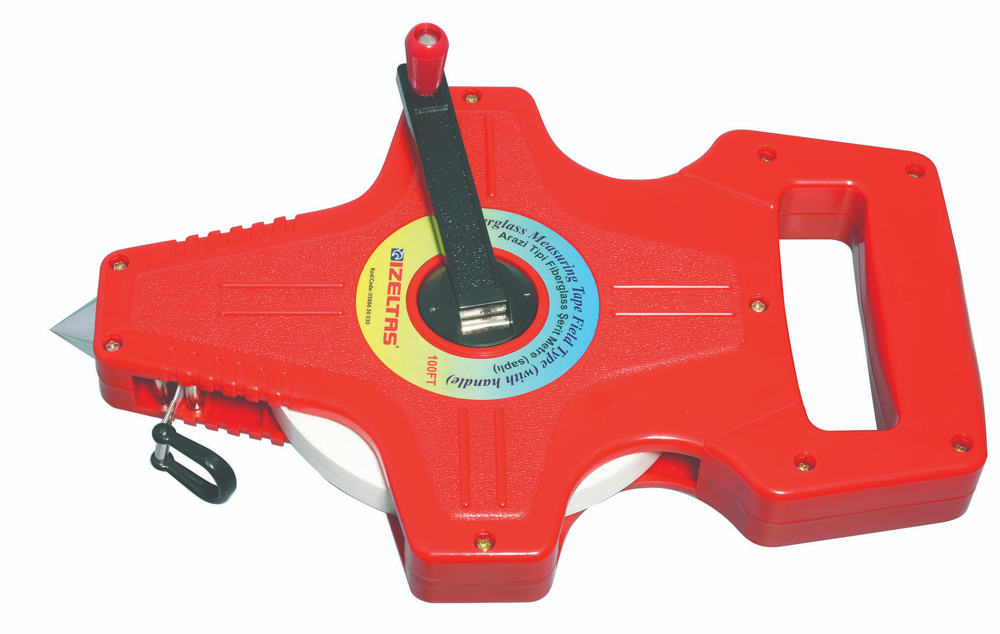 IZELTAS®
Kod/Code: 05886 50 030
Measuring Tape Field Type (with handle)
Arazi Tipi Fiberglass Şerit Metre (saplı)
100FT